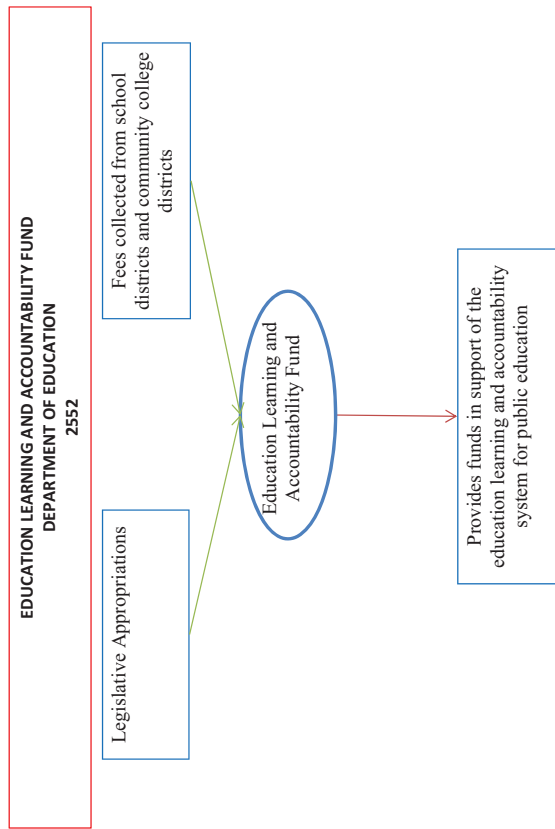 EDUCATION LEARNING AND ACCOUNTABILITY FUND
DEPARTMENT OF EDUCATION
2552
Legislative Appropriations
Fees collected from school
districts and community college
districts
Education Learning and
Accountability Fund
Provides funds in support of the
education learning and accountability
system for public education